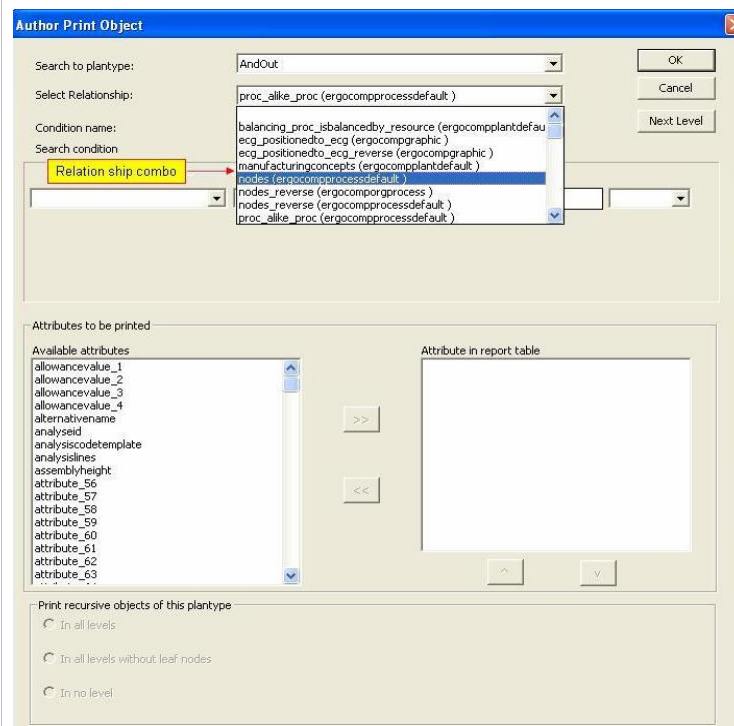 Author Print Object
Search to plantype:
AndOut
OK
Select Relationship:
proc_alike_proc (ergocompprocessdefault )
Cancel
Condition name:
Next Level
Search condition
balancing_proc_isbalancedby_resource (ergocompplantdefau
ecg_positionedto_ecg (ergocompgraphic )
ecg_positionedto_ecg_reverse (ergocompgraphic )
manufacturingconcepts (ergocompplantdefault )
nodes (ergocompprocessdefault )
nodes_reverse (ergocomporgprocess )
nodes_reverse (ergocompprocessdefault )
proc_alike_proc (ergocompprocessdefault )
Relation ship combo
Attributes to be printed
Available attributes
allowancevalue_1
allowancevalue_2
allowancevalue_3
allowancevalue_4
alternativename
analyseid
analysiscodetemplate
analysislines
assemblyheight
attribute_56
attribute_57
attribute_58
attribute_59
attribute_60
attribute_61
attribute_62
attribute_63
>>
<<
Attribute in report table
^
v
Print recursive objects of this plantype
In all levels
In all levels without leaf nodes
In no level